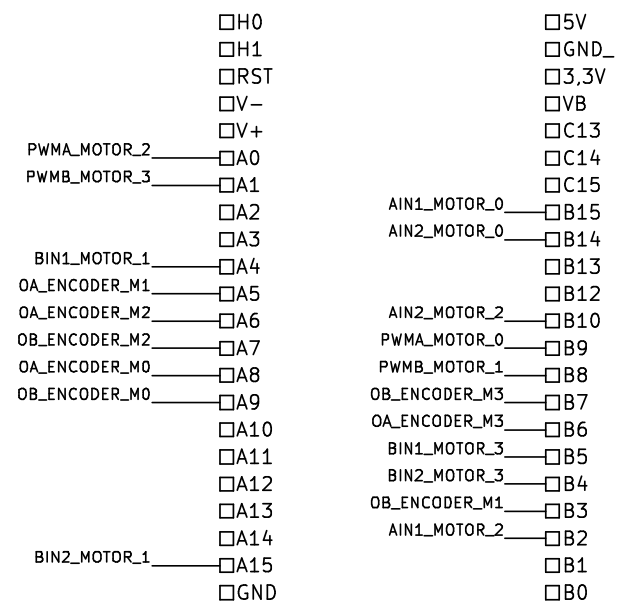 H0
H1
RST
V-
V+
PWMA_MOTOR_2 A0
PWMB_MOTOR_3 A1
A2
A3
BIN1_MOTOR_1 A4
OA_ENCODER_M1 A5
OA_ENCODER_M2 A6
OB_ENCODER_M2 A7
OA_ENCODER_M0 A8
OB_ENCODER_M0 A9
A10
A11
A12
A13
A14
BIN2_MOTOR_1 A15
GND
5V
GND_
3,3V
VB
C13
C14
C15
AIN1_MOTOR_0 B15
AIN2_MOTOR_0 B14
B13
B12
AIN2_MOTOR_2 B10
PWMA_MOTOR_0 B9
PWMB_MOTOR_1 B8
OB_ENCODER_M3 B7
OA_ENCODER_M3 B6
BIN1_MOTOR_3 B5
BIN2_MOTOR_3 B4
OB_ENCODER_M1 B3
AIN1_MOTOR_2 B2
B1
B0